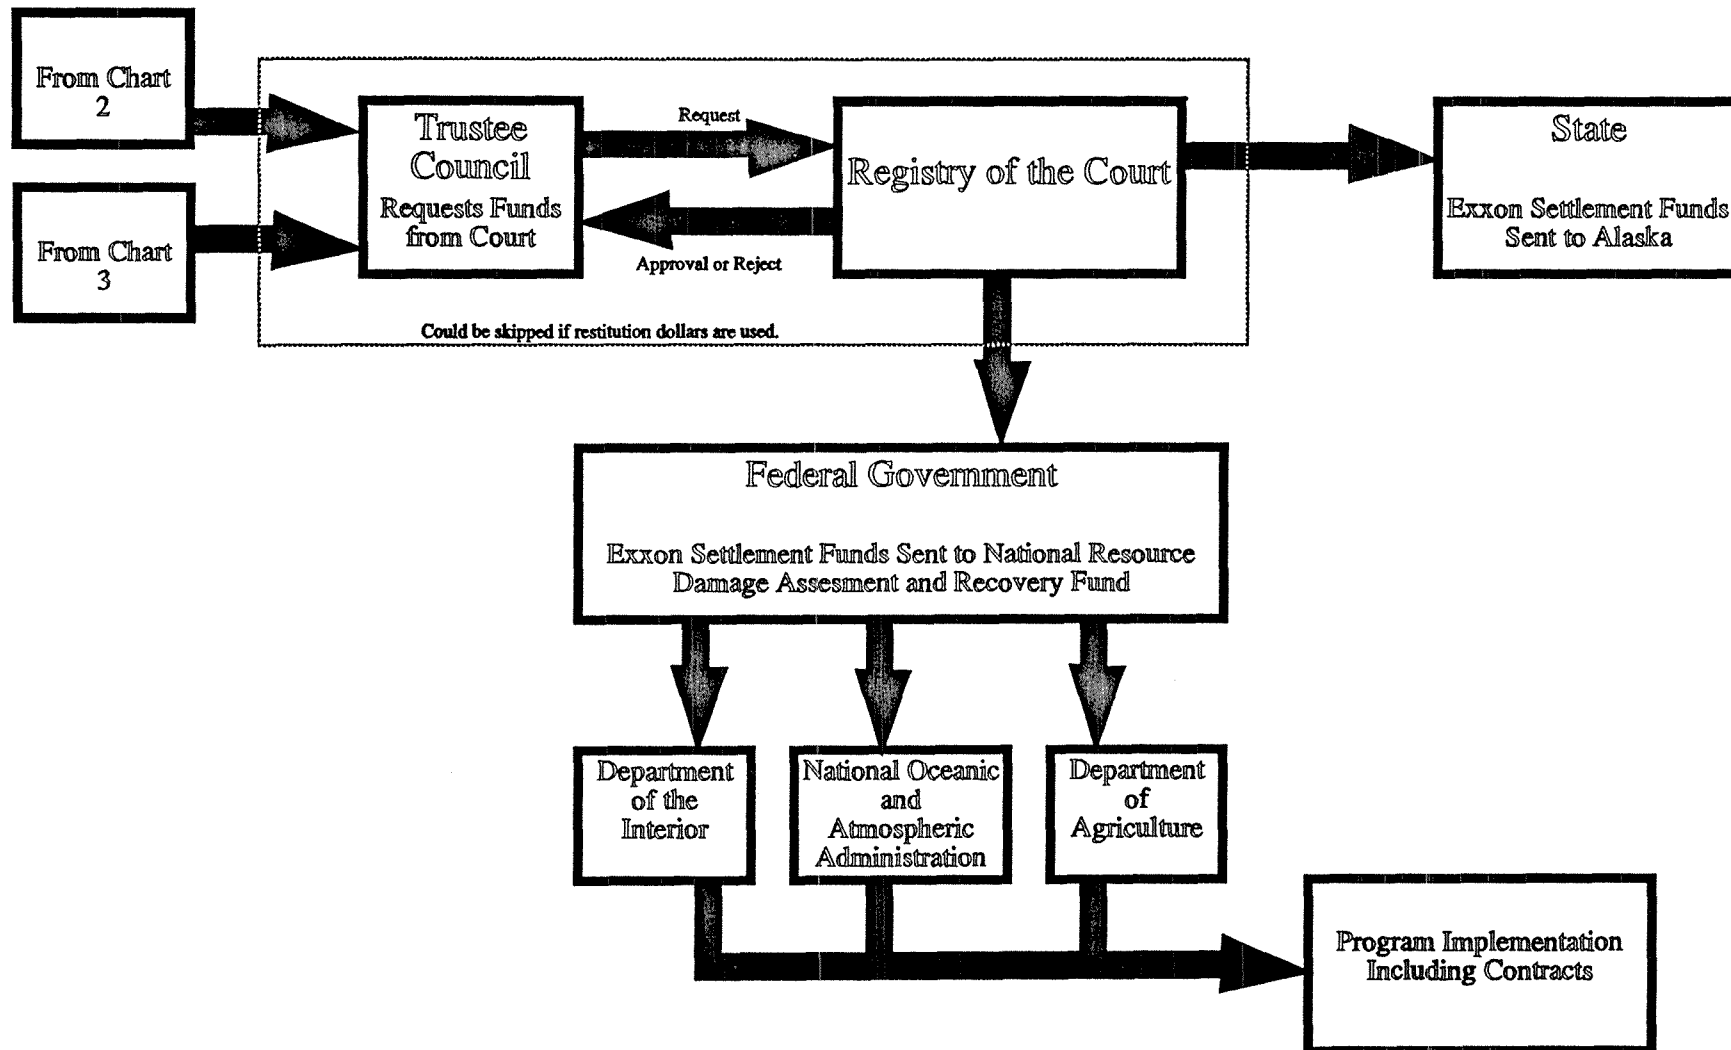 From Chart
2
From Chart
3
Trustee
Council
Requests Funds
from Court
Request
Approval or Reject
Registry of the Court
Could be skipped if restitution dollars are used.
State
Exxon Settlement Funds
Sent to Alaska
Federal Government
Exxon Settlement Funds Sent to National Resource
Damage Assesment and Recovery Fund
Department
of the
Interior
National Oceanic
and
Atmospheric
Administration
Department
of
Agriculture
Program Implementation
Including Contracts